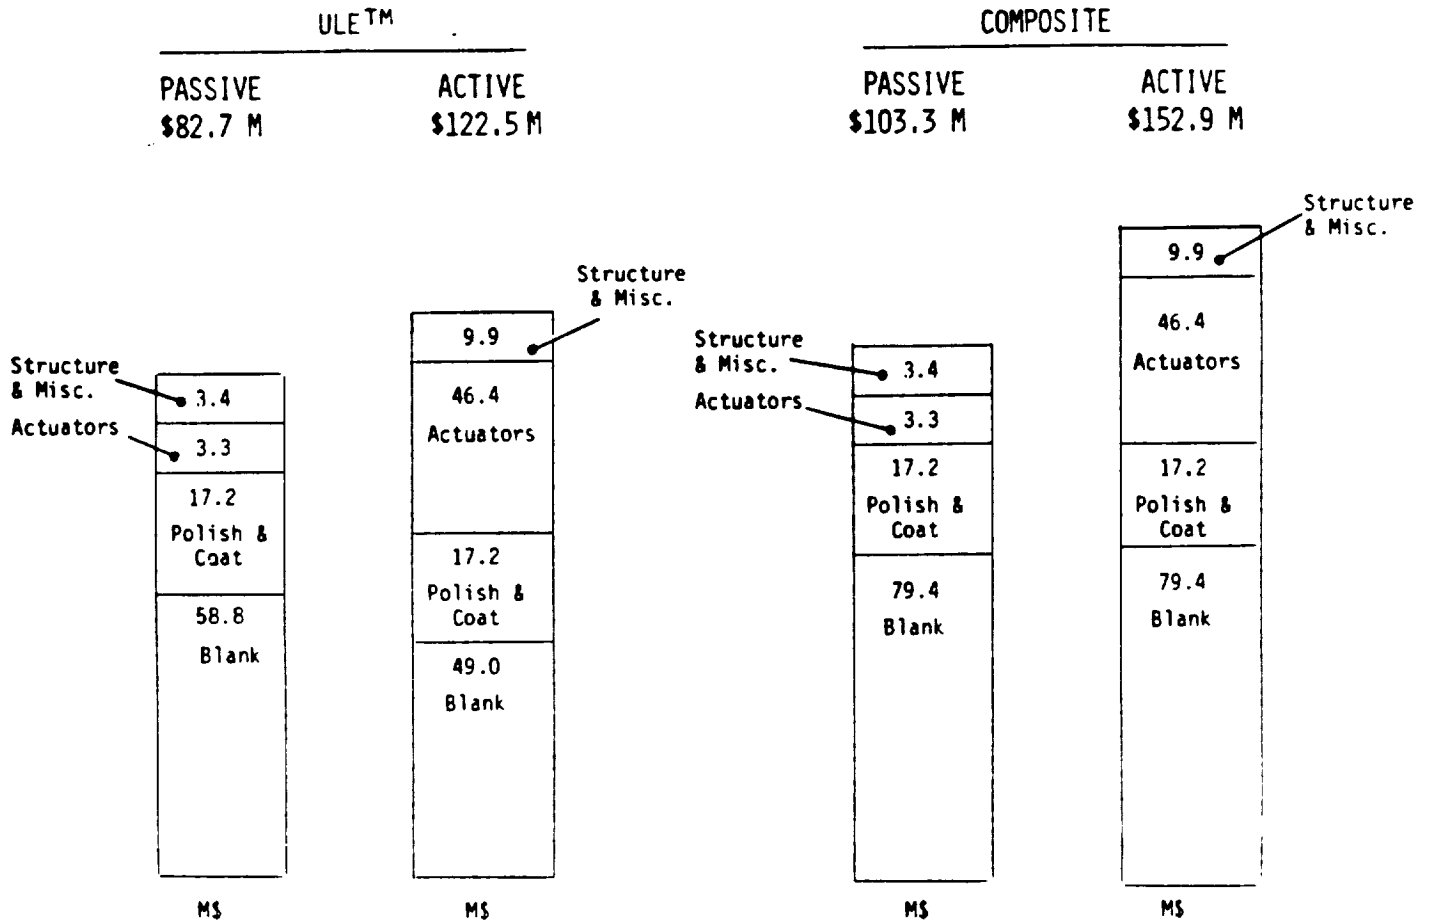 ULE™
COMPOSITE
PASSIVE
$82.7 M
ACTIVE
$122.5 M
PASSIVE
$103.3 M
ACTIVE
$152.9 M
Structure
& Misc.
Actuators
3.4
3.3
17.2
Polish &
Coat
58.8
Blank
M$
Structure
& Misc.
9.9
46.4
Actuators
17.2
Polish &
Coat
49.0
Blank
M$
Structure
& Misc.
Actuators
3.4
3.3
17.2
Polish &
Coat
79.4
Blank
M$
Structure
& Misc.
9.9
46.4
Actuators
17.2
Polish &
Coat
79.4
Blank
M$